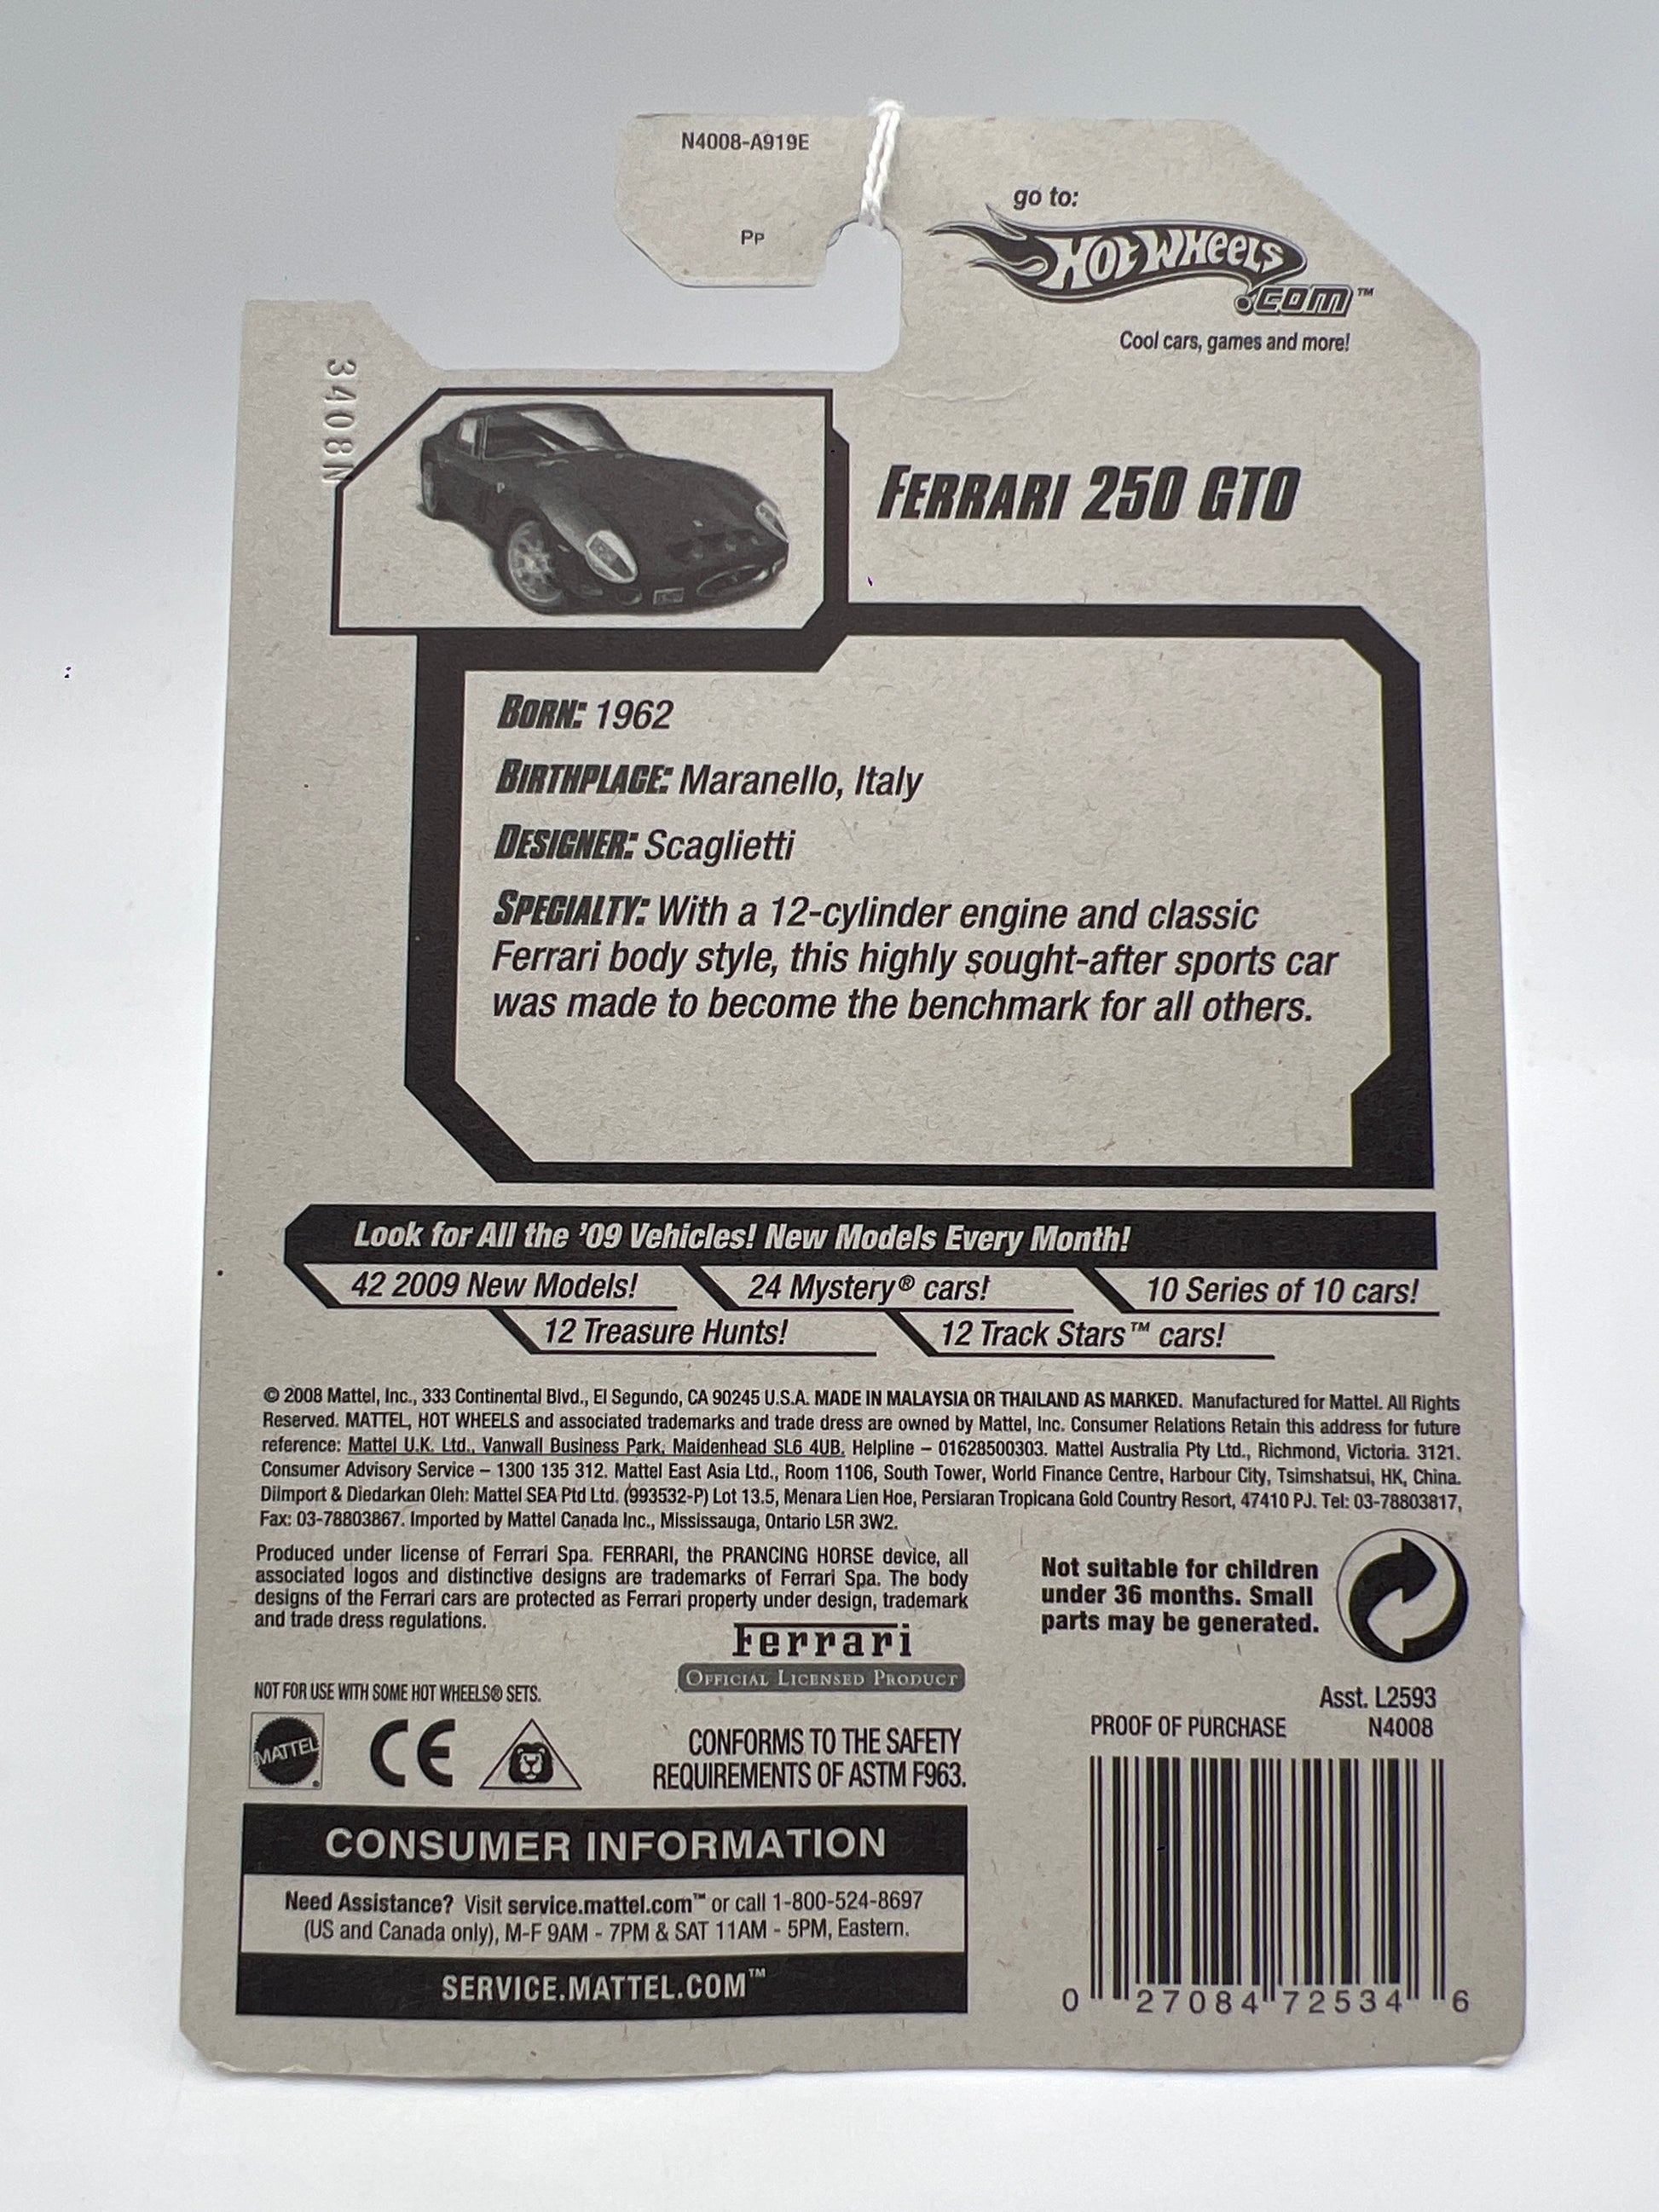 N4008-A919E
PP
go to:
HOT WHEELS
.COM™
Cool cars, games and more!
3408N
FERRARI 250 GTO
BORN: 1962
BIRTHPLACE: Maranello, Italy
DESIGNER: Scaglietti
SPECIALTY: With a 12-cylinder engine and classic
Ferrari body style, this highly sought-after sports car
was made to become the benchmark for all others.
Look for All the ’09 Vehicles! New Models Every Month!
42 2009 New Models!
24 Mystery® cars!
10 Series of 10 cars!
12 Treasure Hunts!
12 Track Stars™ cars!
© 2008 Mattel, Inc., 333 Continental Blvd., El Segundo, CA 90245 U.S.A. MADE IN MALAYSIA OR THAILAND AS MARKED. Manufactured for Mattel. All Rights
Reserved. MATTEL, HOT WHEELS and associated trademarks and trade dress are owned by Mattel, Inc. Consumer Relations Retain this address for future
reference: Mattel U.K. Ltd., Vanwall Business Park, Maidenhead SL6 4UB. Helpline – 01628500303. Mattel Australia Pty Ltd., Richmond, Victoria. 3121.
Consumer Advisory Service – 1300 135 312. Mattel East Asia Ltd., Room 1106, South Tower, World Finance Centre, Harbour City, Tsimshatsui, HK, China.
Diimport & Diedarkan Oleh: Mattel SEA Ptd Ltd. (993532-P) Lot 13.5, Menara Lien Hoe, Persiaran Tropicana Gold Country Resort, 47410 PJ. Tel: 03-78803817,
Fax: 03-78803867. Imported by Mattel Canada Inc., Mississauga, Ontario L5R 3W2.
Produced under license of Ferrari Spa. FERRARI, the PRANCING HORSE device, all
associated logos and distinctive designs are trademarks of Ferrari Spa. The body
designs of the Ferrari cars are protected as Ferrari property under design, trademark
and trade dress regulations.
Ferrari
OFFICIAL LICENSED PRODUCT
Not suitable for children
under 36 months. Small
parts may be generated.
NOT FOR USE WITH SOME HOT WHEELS® SETS.
MATTEL®
CE
CONFORMS TO THE SAFETY
REQUIREMENTS OF ASTM F963.
Asst. L2593
PROOF OF PURCHASE N4008
CONSUMER INFORMATION
Need Assistance? Visit service.mattel.com™ or call 1-800-524-8697
(US and Canada only), M-F 9AM - 7PM & SAT 11AM - 5PM, Eastern.
SERVICE.MATTEL.COM™
0 27084 72534 6